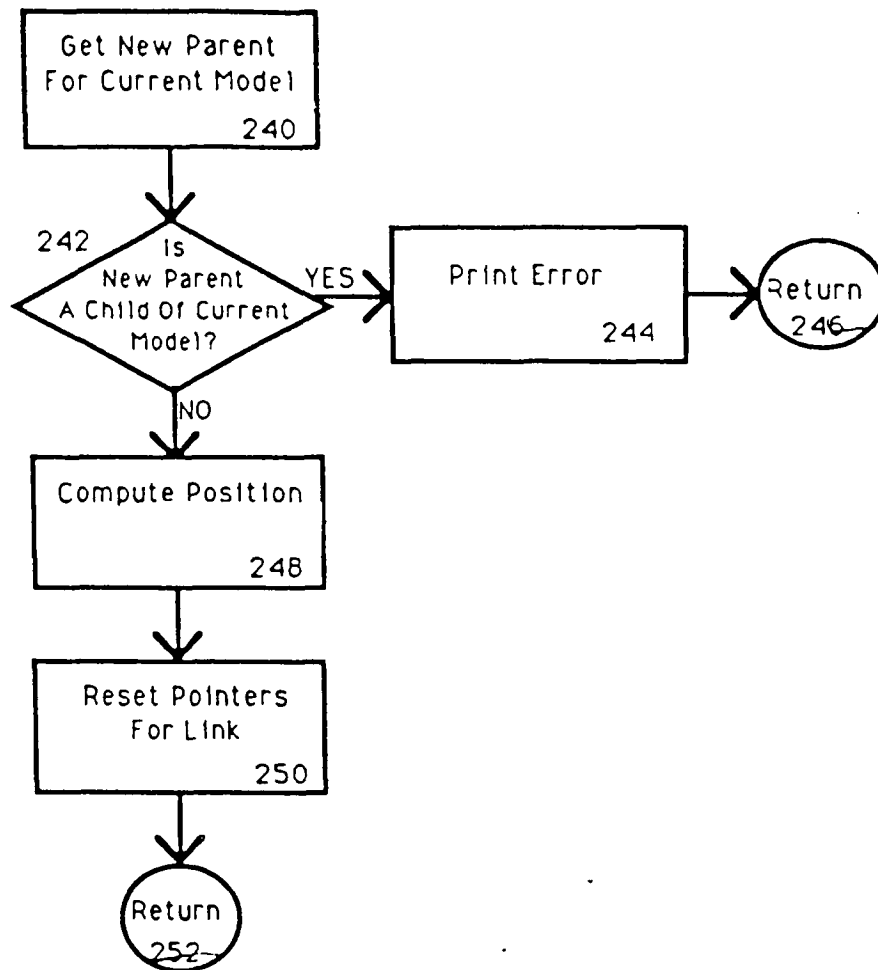 Get New Parent
For Current Model
240
242
Is
New Parent
A Child Of Current
Model?
YES
Print Error
244
Return
246
NO
Compute Position
248
Reset Pointers
For Link
250
Return
252